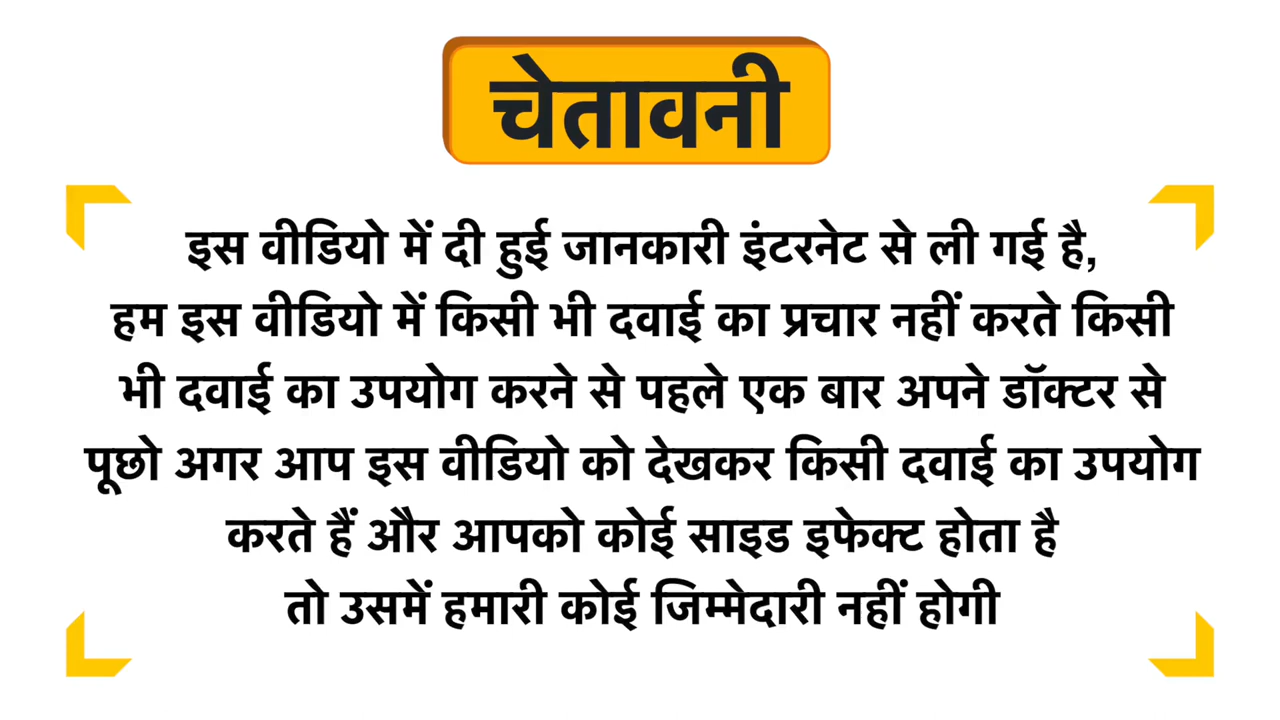 चेतावनी
इस वीडियो में दी हुई जानकारी इंटरनेट से ली गई है,
हम इस वीडियो में किसी भी दवाई का प्रचार नहीं करते किसी
भी दवाई का उपयोग करने से पहले एक बार अपने डॉक्टर से
पूछो अगर आप इस वीडियो को देखकर किसी दवाई का उपयोग
करते हैं और आपको कोई साइड इफेक्ट होता है
तो उसमें हमारी कोई जिम्मेदारी नहीं होगी